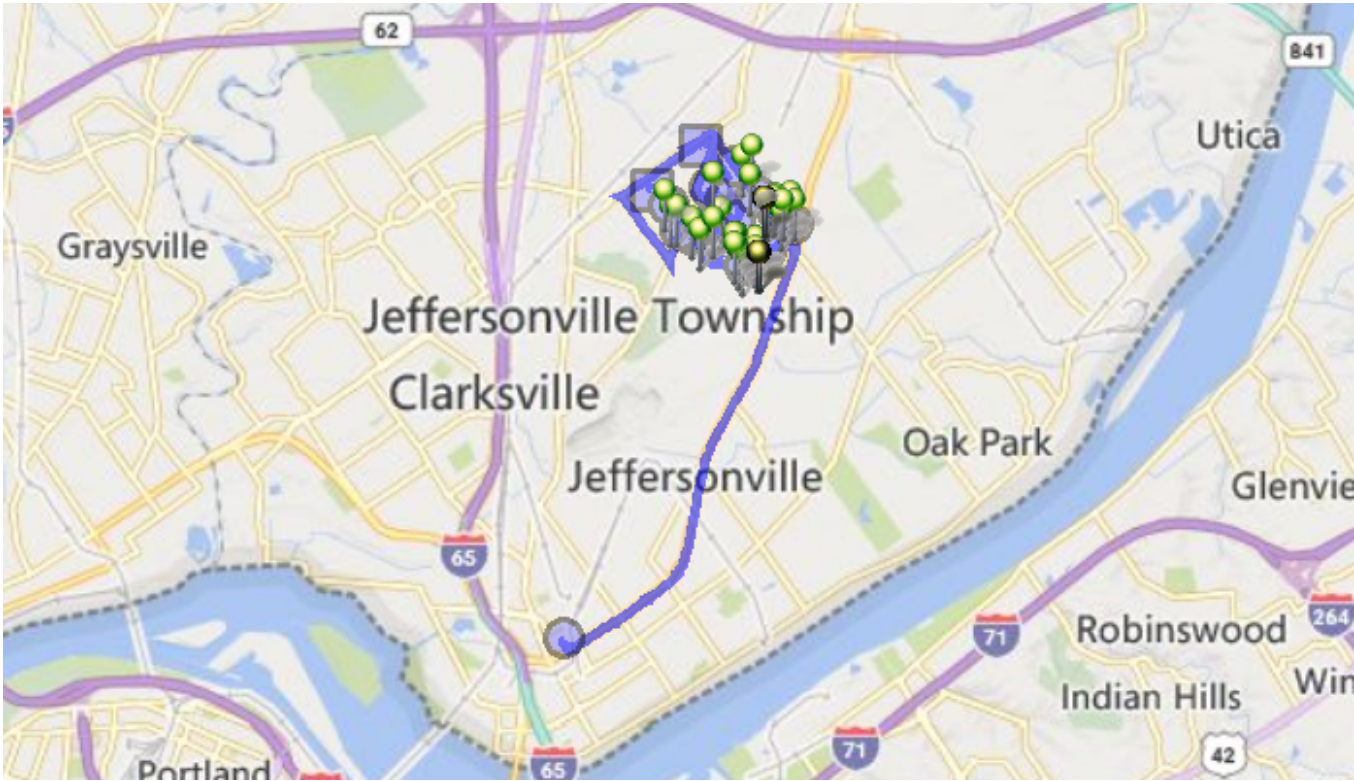 62
841
Utica
Graysville
Jeffersonville Township
Clarksville
Oak Park
Jeffersonville
Glenvie
65
264
71
Robinswood
Win
Indian Hills
71
42
Portland
65